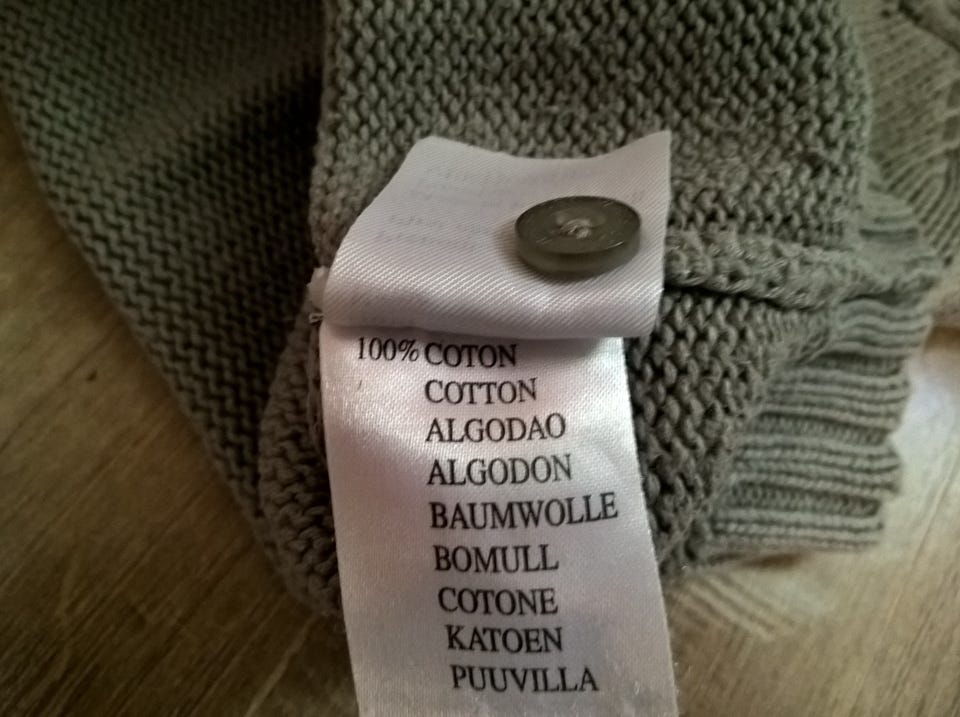 100% COTON
COTTON
ALGODAO
ALGODON
BAUMWOLLE
BOMULL
COTONE
KATOEN
PUUVILLA